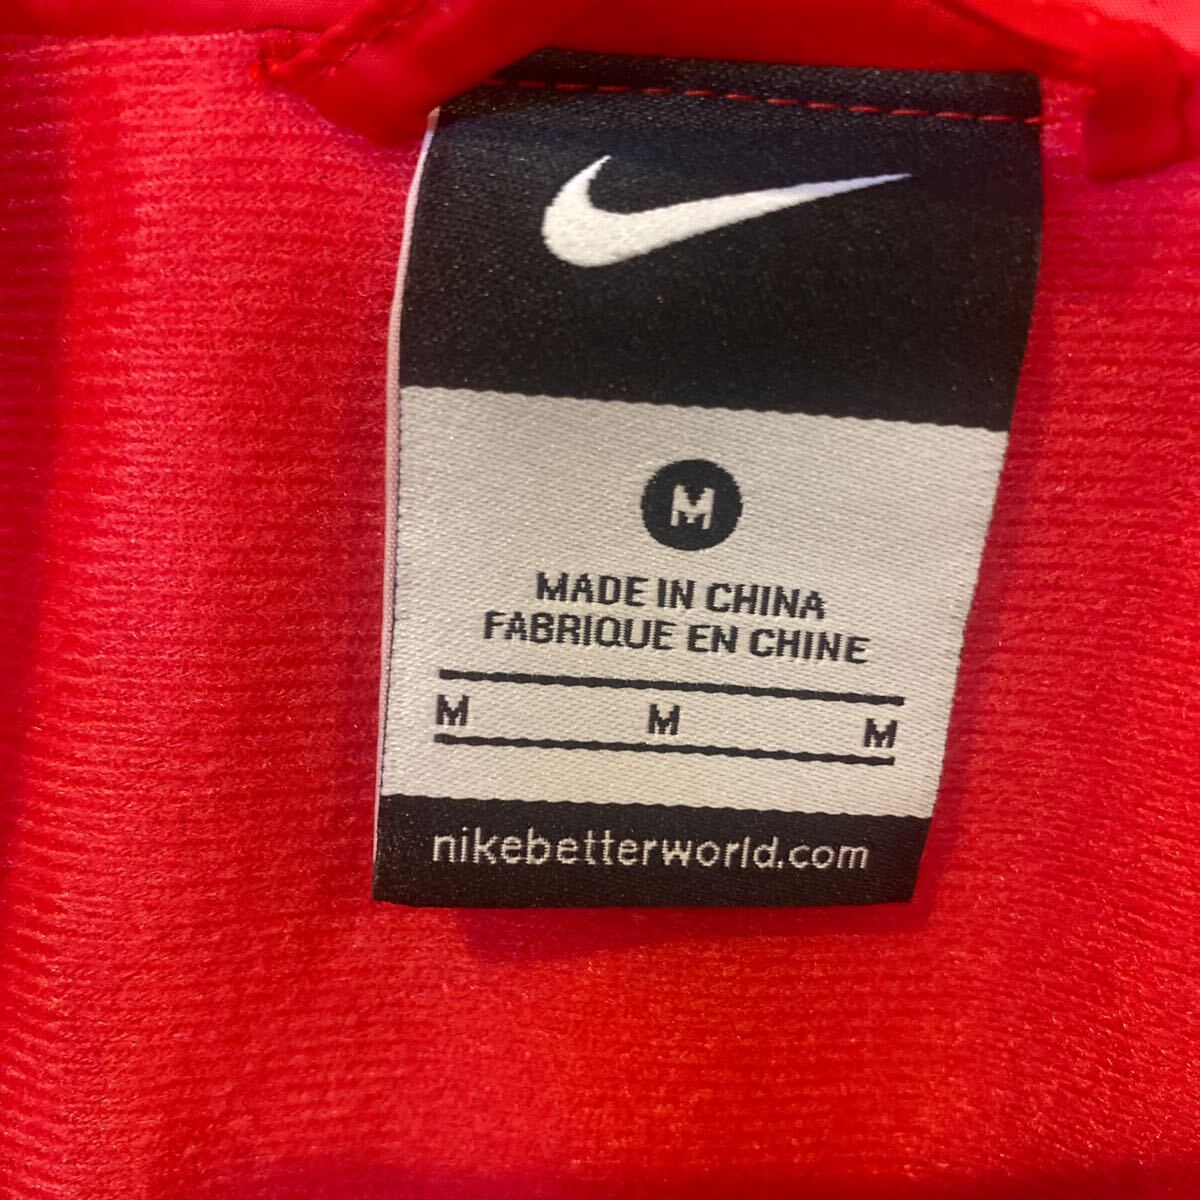 M
MADE IN CHINA
FABRIQUE EN CHINE
M M M
nikebetterworld.com